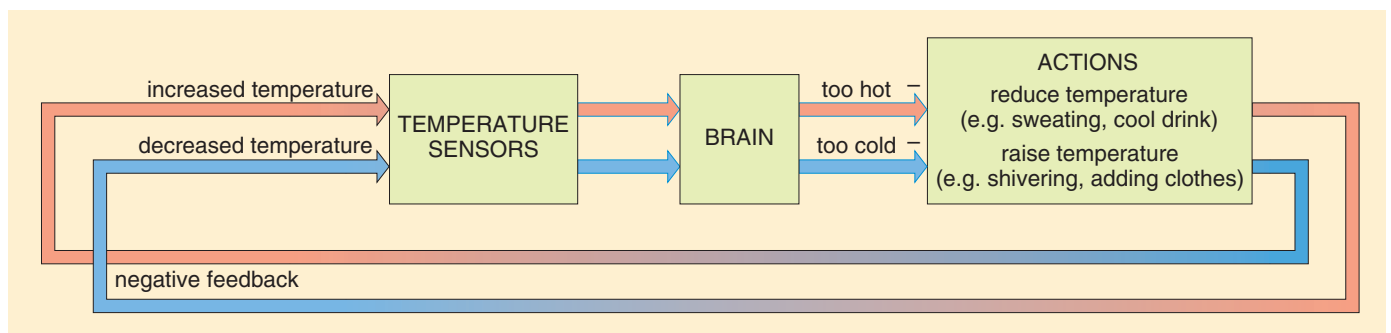 increased temperature
decreased temperature
TEMPERATURE
SENSORS
BRAIN
too hot –
too cold –
ACTIONS
reduce temperature
(e.g. sweating, cool drink)
raise temperature
(e.g. shivering, adding clothes)
negative feedback